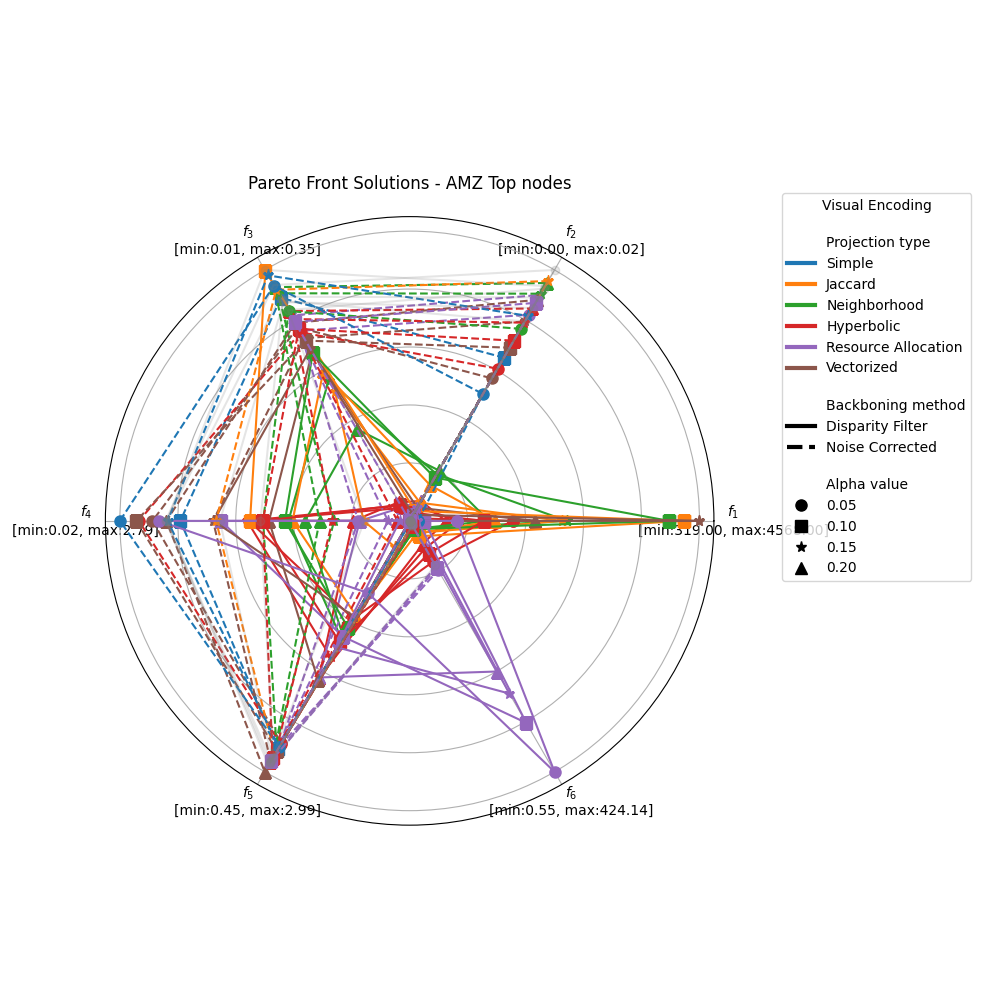 Pareto Front Solutions - AMZ Top nodes
f3
[min:0.01, max:0.35]
f2
[min:0.00, max:0.02]
f4
[min:0.02, max:2.79]
f1
[min:319.00,
f5
[min:0.45, max:2.99]
f6
[min:0.55, max:424.14]
Visual Encoding
Projection type
Simple
Jaccard
Neighborhood
Hyperbolic
Resource Allocation
Vectorized
Backboning method
Disparity Filter
Noise Corrected
Alpha value
0.05
0.10
0.15
0.20